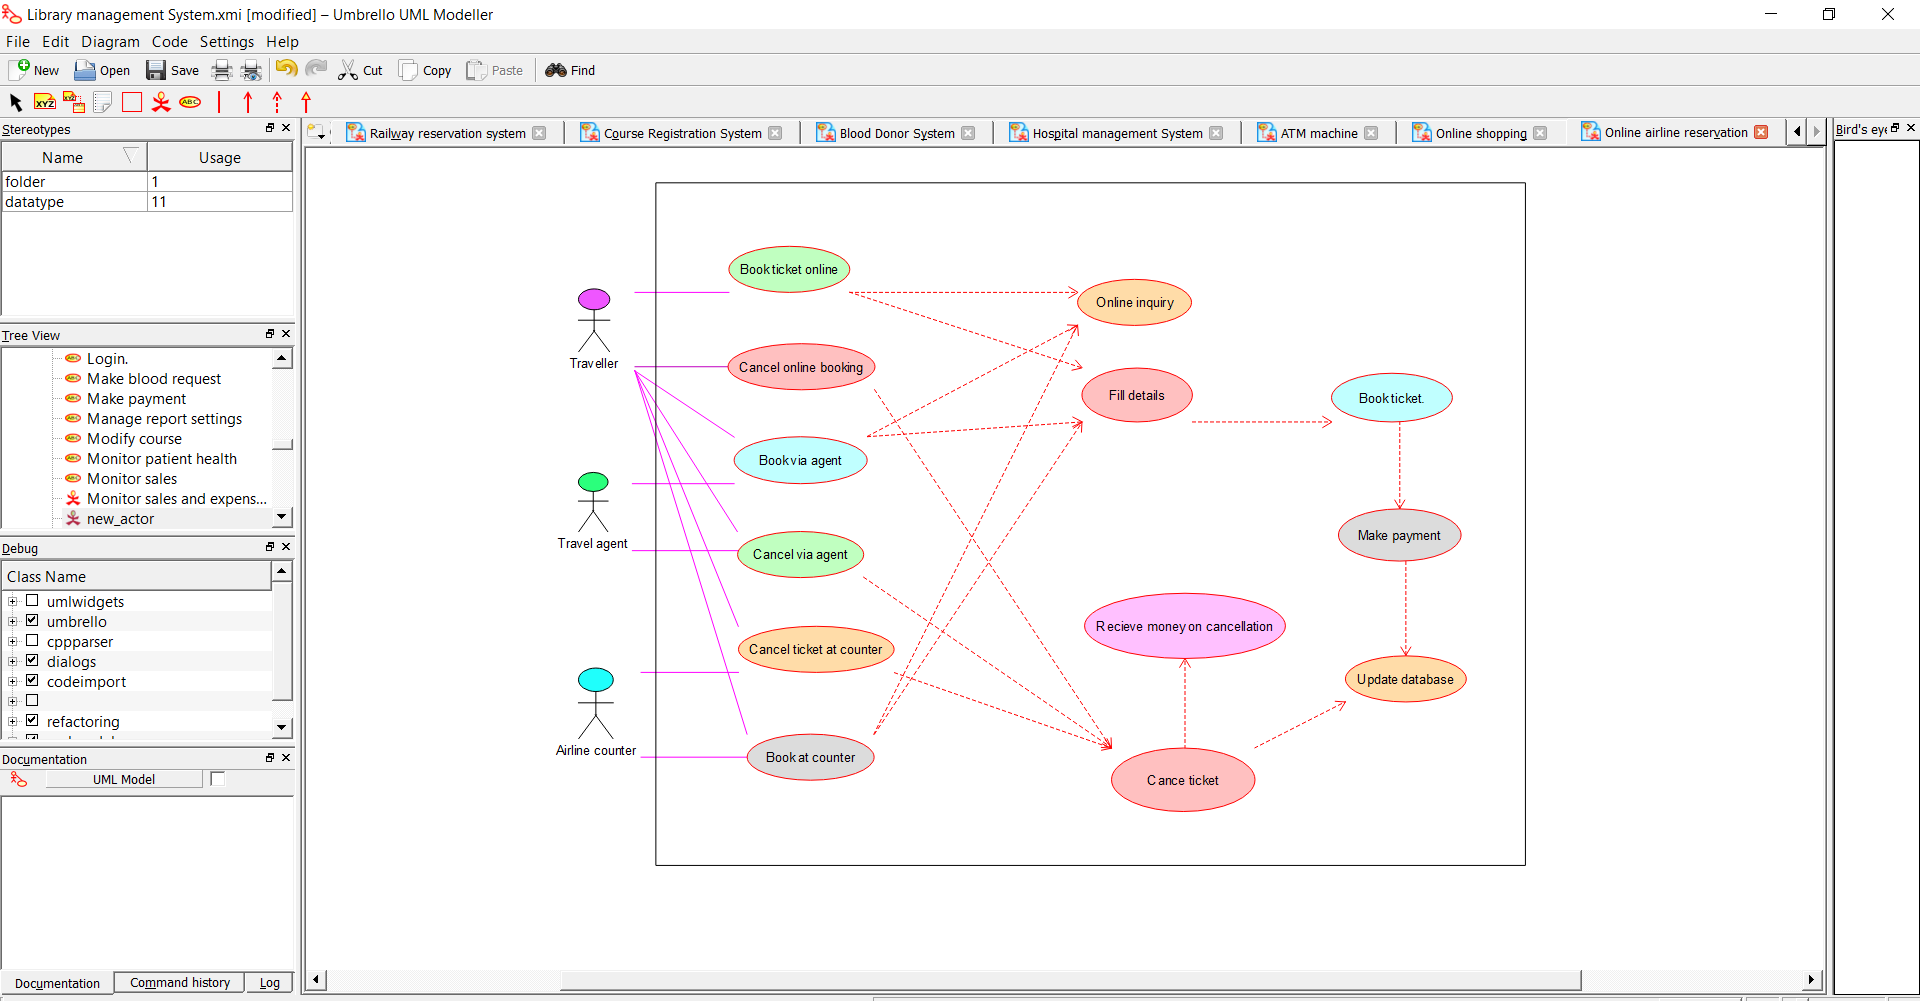 Library management System.xmi [modified] – Umbrello UML Modeller
File Edit Diagram Code Settings Help
New Open Save Cut Copy Paste Find
XYZ XYZ ABC
Stereotypes
Name Usage
folder 1
datatype 11
Tree View
Login.
Make blood request
Make payment
Manage report settings
Modify course
Monitor patient health
Monitor sales
Monitor sales and expens...
new_actor
Debug
Class Name
umlwidgets
umbrello
cppparser
dialogs
codeimport
refactoring
Documentation
UML Model
Documentation Command history Log
Railway reservation system Course Registration System Blood Donor System Hospital management System ATM machine Online shopping Online airline reservation
Bird's eye
Traveller
Travel agent
Airline counter
Book ticket online
Cancel online booking
Book via agent
Cancel via agent
Cancel ticket at counter
Book at counter
Online inquiry
Fill details
Book ticket.
Make payment
Recieve money on cancellation
Update database
Cance ticket